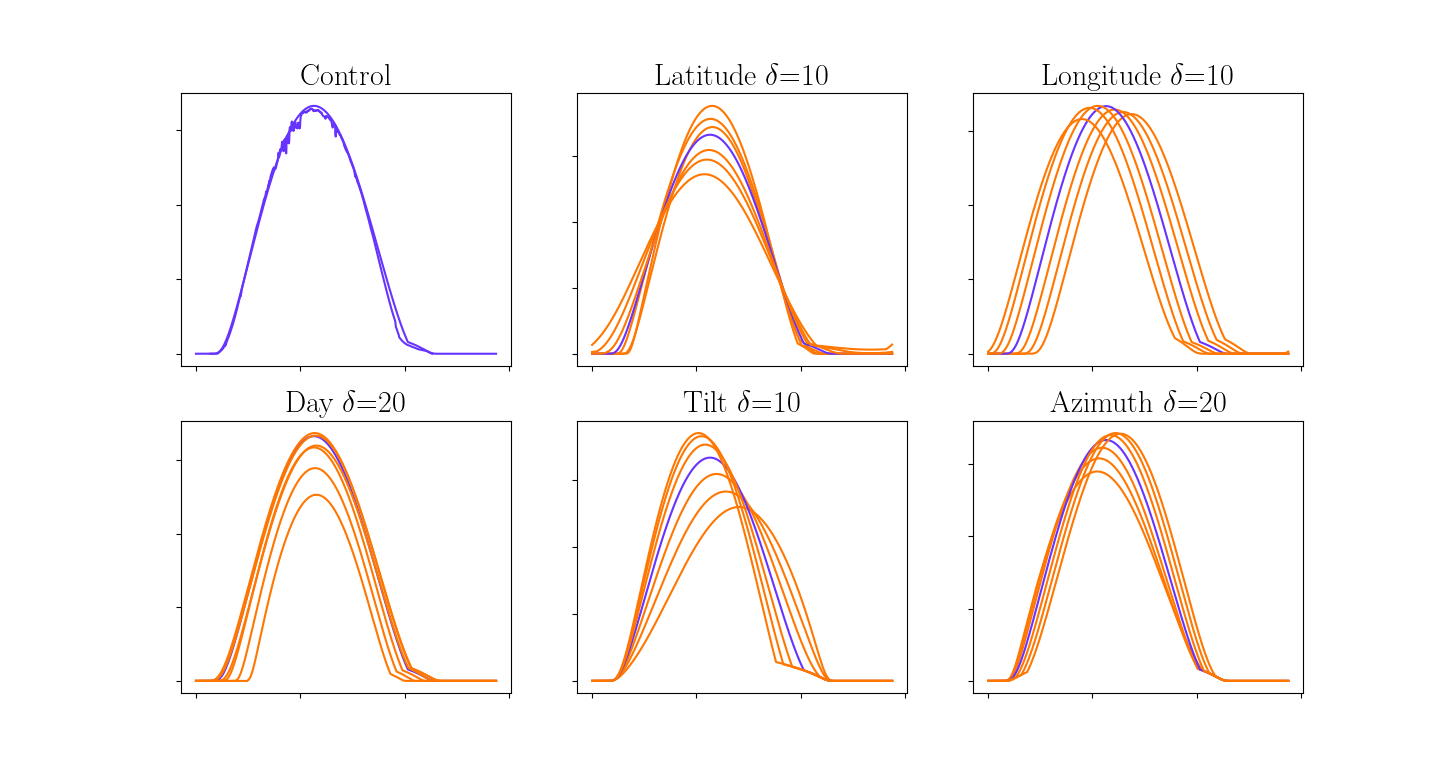 Control
Latitude δ=10
Longitude δ=10
Day δ=20
Tilt δ=10
Azimuth δ=20